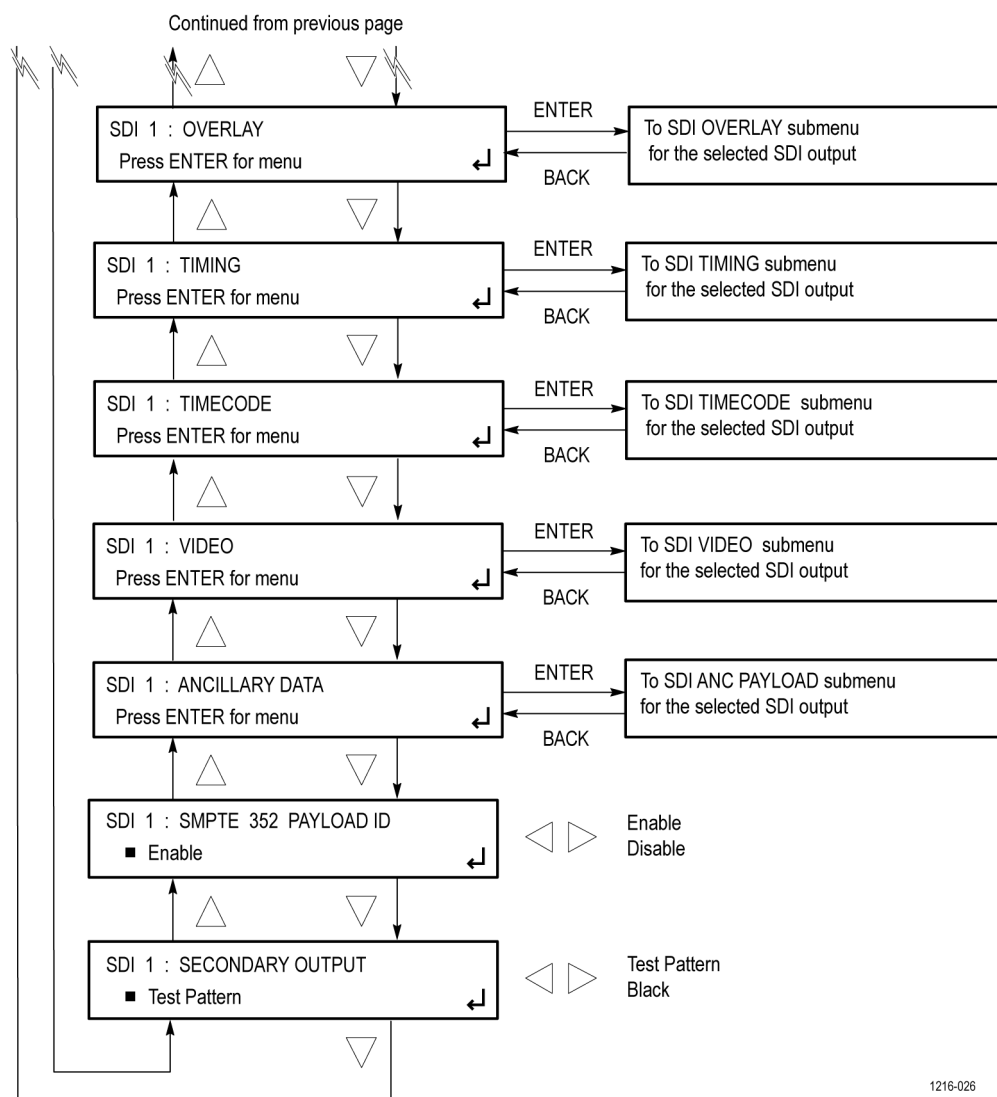 Continued from previous page
SDI 1 : OVERLAY
Press ENTER for menu
ENTER
BACK
To SDI OVERLAY submenu
for the selected SDI output
SDI 1 : TIMING
Press ENTER for menu
ENTER
BACK
To SDI TIMING submenu
for the selected SDI output
SDI 1 : TIMECODE
Press ENTER for menu
ENTER
BACK
To SDI TIMECODE submenu
for the selected SDI output
SDI 1 : VIDEO
Press ENTER for menu
ENTER
BACK
To SDI VIDEO submenu
for the selected SDI output
SDI 1 : ANCILLARY DATA
Press ENTER for menu
ENTER
BACK
To SDI ANC PAYLOAD submenu
for the selected SDI output
SDI 1 : SMPTE 352 PAYLOAD ID
■ Enable
Enable
Disable
SDI 1 : SECONDARY OUTPUT
■ Test Pattern
Test Pattern
Black
1216-026